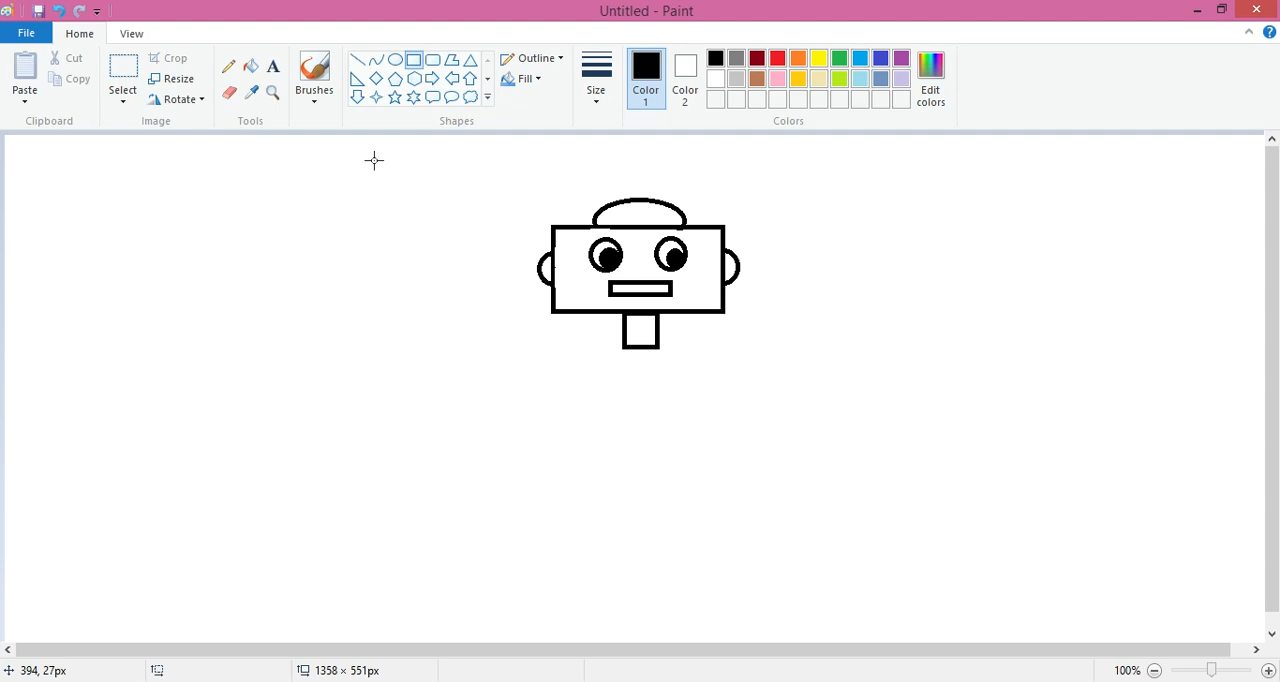 Untitled - Paint
File Home View
Paste
Cut
Copy
Clipboard
Select
Crop
Resize
Rotate
Image
A
Tools
Brushes
Outline
Fill
Shapes
Size
Color 1
Color 2
Edit colors
Colors
394, 27px
1358 × 551px
100%